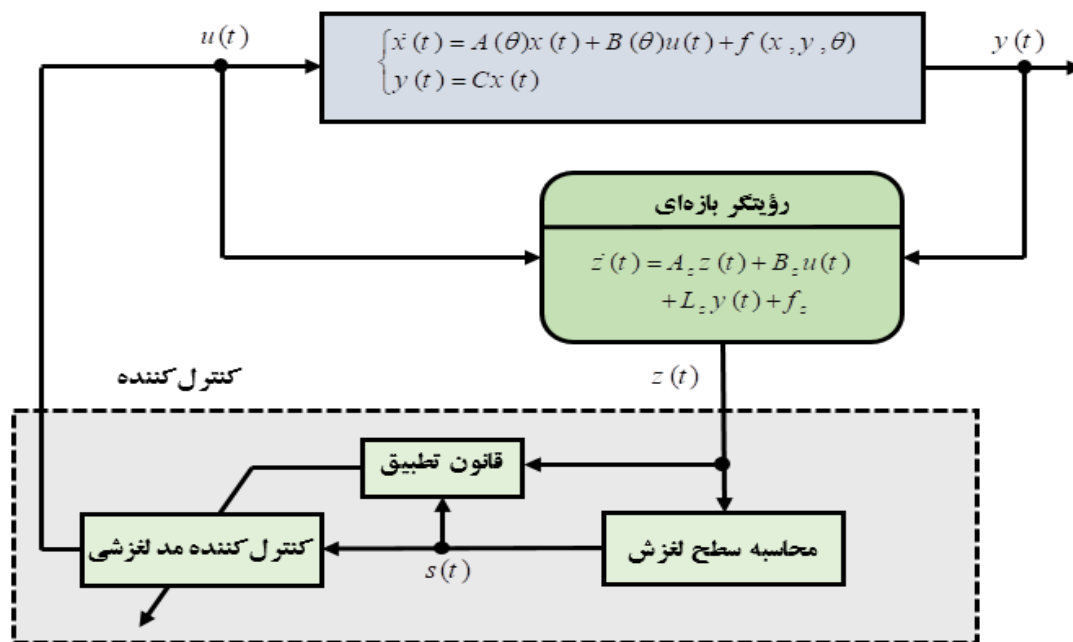 u(t)
ẋ(t) = A(θ)x(t) + B(θ)u(t) + f(x, y, θ)
y(t) = Cx(t)
y(t)
رؤیتگر بازه‌ای
ż(t) = A_z z(t) + B_z u(t)
+ L_z y(t) + f_z
z(t)
کنترل کننده
قانون تطبیق
محاسبه سطح لغزش
s(t)
کنترل کننده مد لغزشی